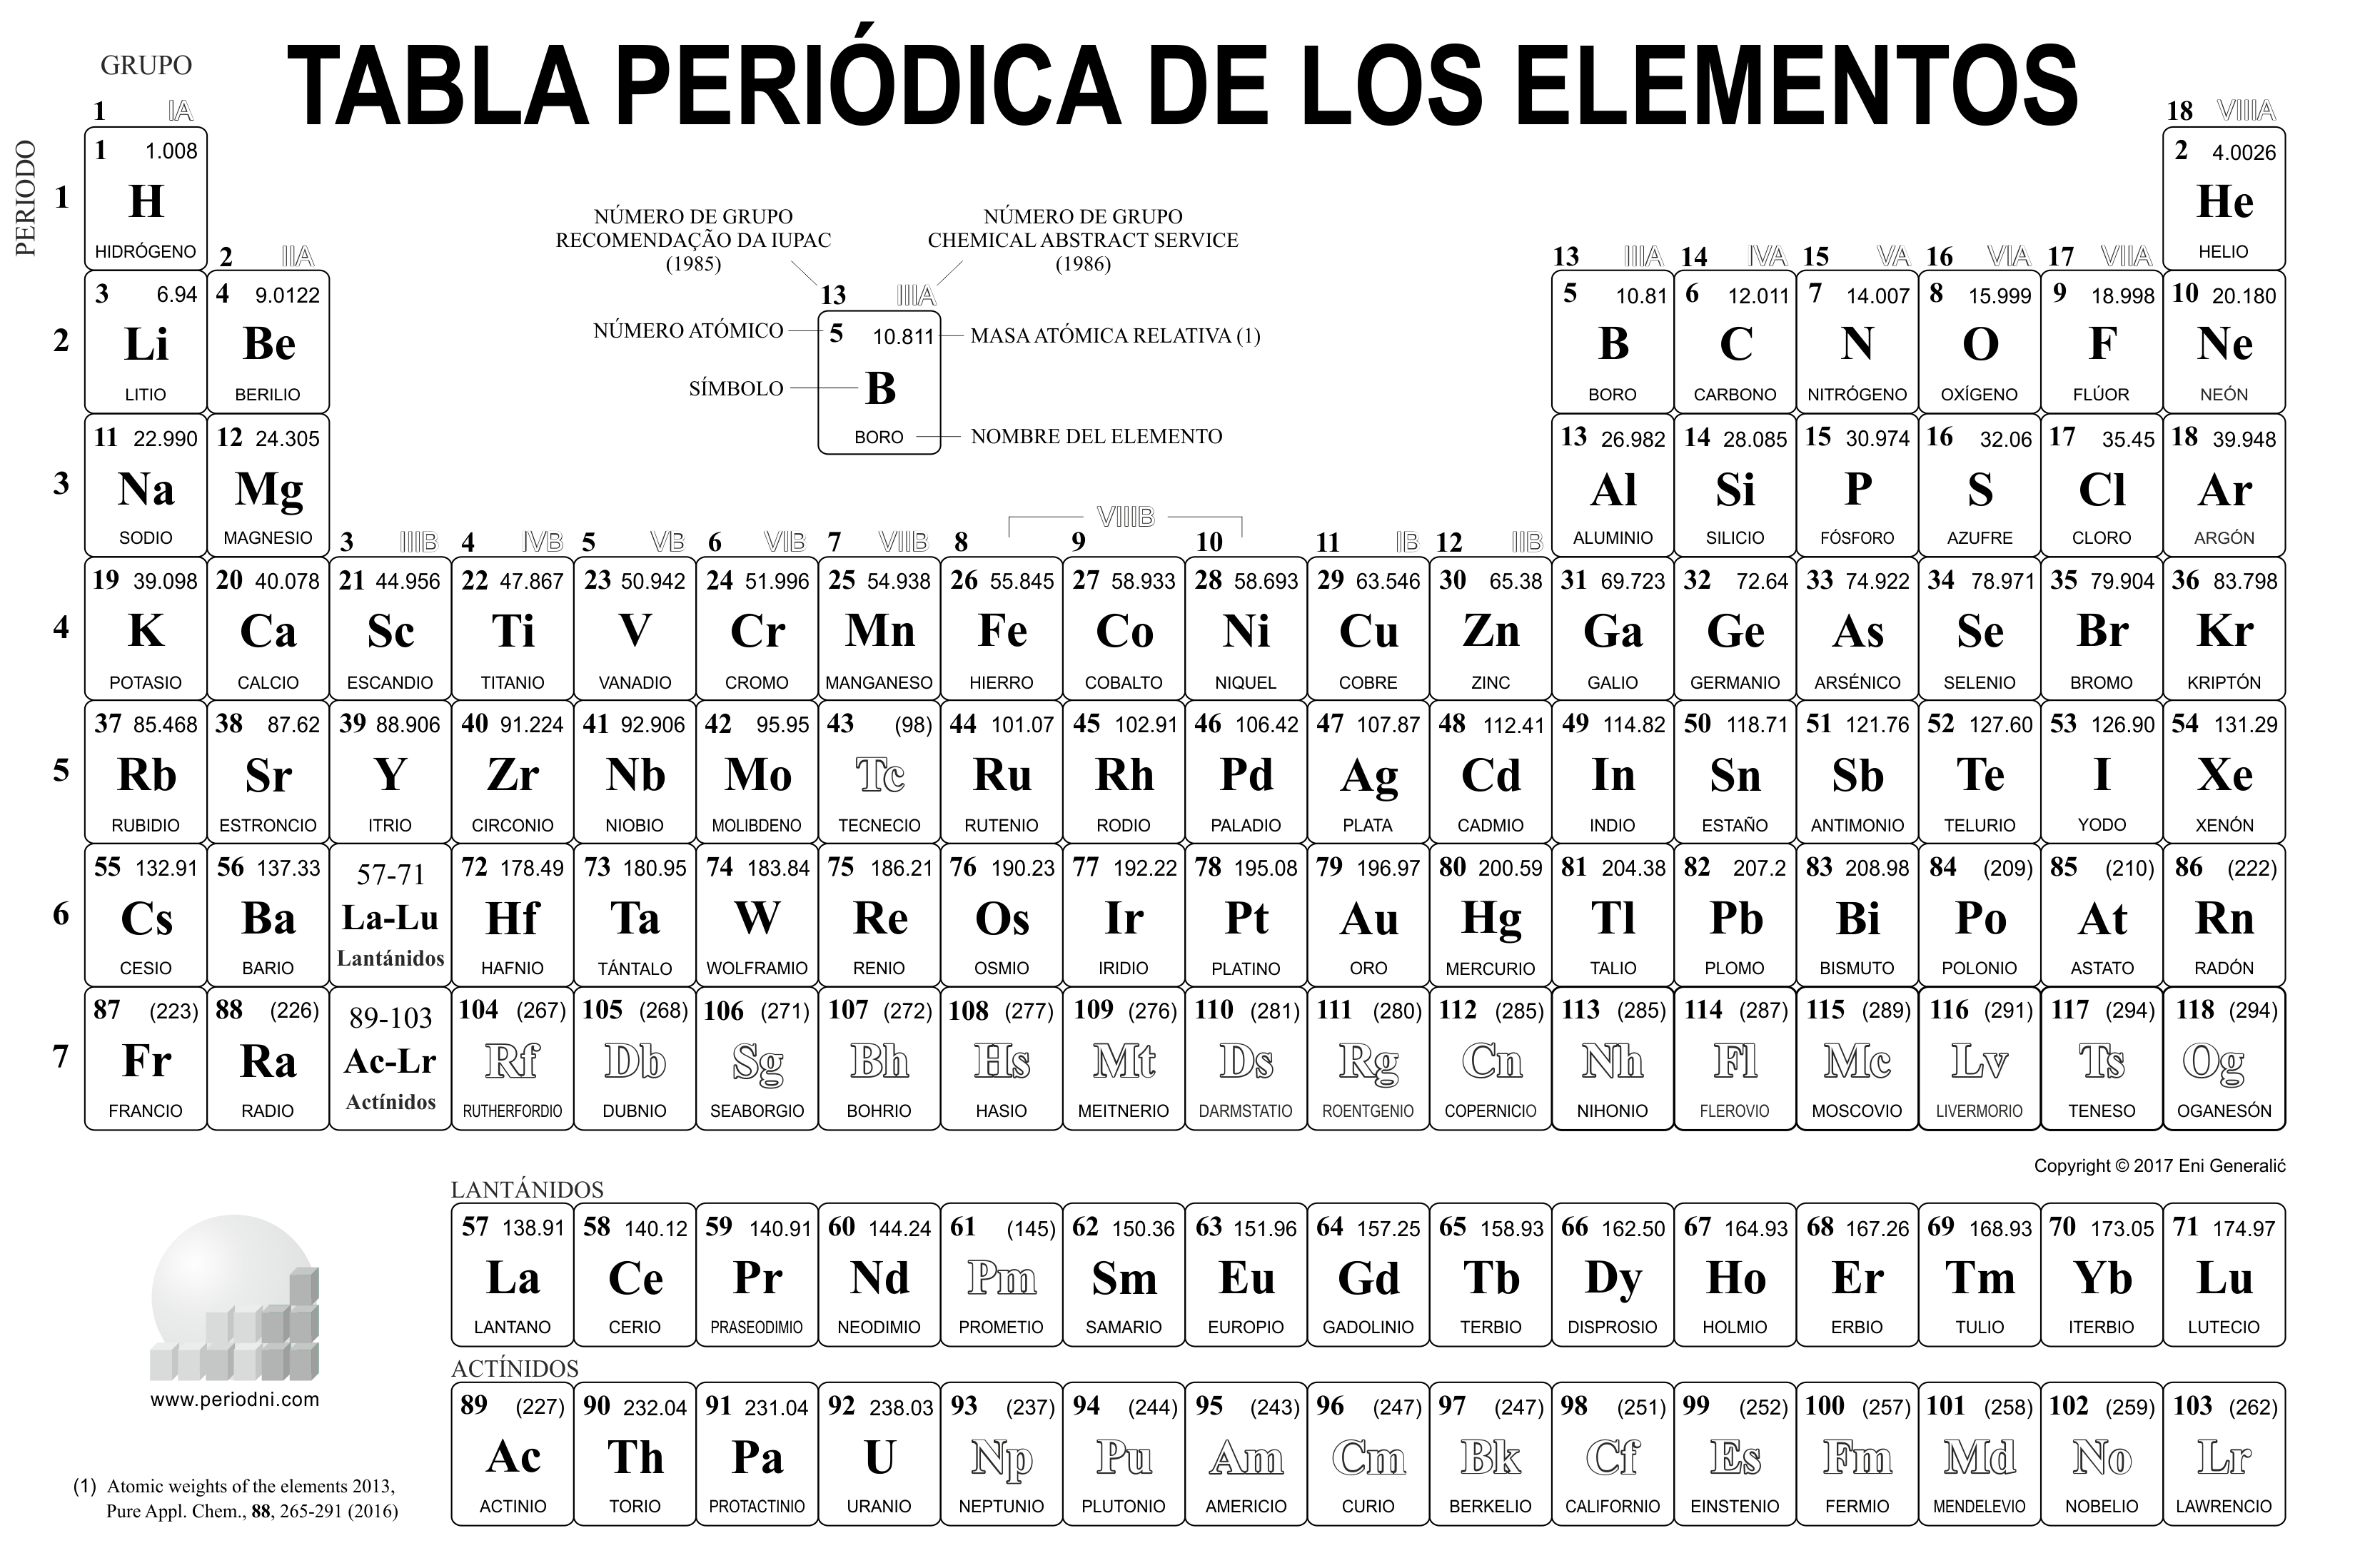 TABLA PERIÓDICA DE LOS ELEMENTOS
GRUPO
PERIODO
1 IA
18 VIIIA
1
1 1.008
H
HIDRÓGENO
2 4.0026
He
HELIO
NÚMERO DE GRUPO
RECOMENDAÇÃO DA IUPAC
(1985)
NÚMERO DE GRUPO
CHEMICAL ABSTRACT SERVICE
(1986)
13 IIIA
NÚMERO ATÓMICO
5 10.811
MASA ATÓMICA RELATIVA (1)
SÍMBOLO
B
BORO
NOMBRE DEL ELEMENTO
2 IIA 13 IIIA 14 IVA 15 VA 16 VIA 17 VIIA
2
3 6.94 4 9.0122 5 10.81 6 12.011 7 14.007 8 15.999 9 18.998 10 20.180
Li Be B C N O F Ne
LITIO BERILIO BORO CARBONO NITRÓGENO OXÍGENO FLÚOR NEÓN
3
11 22.990 12 24.305 13 26.982 14 28.085 15 30.974 16 32.06 17 35.45 18 39.948
Na Mg Al Si P S Cl Ar
SODIO MAGNESIO ALUMINIO SILICIO FÓSFORO AZUFRE CLORO ARGÓN
VIIIB
3 IIIB 4 IVB 5 VB 6 VIB 7 VIIB 8 9 10 11 IB 12 IIB
4
19 39.098 20 40.078 21 44.956 22 47.867 23 50.942 24 51.996 25 54.938 26 55.845 27 58.933 28 58.693 29 63.546 30 65.38 31 69.723 32 72.64 33 74.922 34 78.971 35 79.904 36 83.798
K Ca Sc Ti V Cr Mn Fe Co Ni Cu Zn Ga Ge As Se Br Kr
POTASIO CALCIO ESCANDIO TITANIO VANADIO CROMO MANGANESO HIERRO COBALTO NIQUEL COBRE ZINC GALIO GERMANIO ARSÉNICO SELENIO BROMO KRIPTÓN
5
37 85.468 38 87.62 39 88.906 40 91.224 41 92.906 42 95.95 43 (98) 44 101.07 45 102.91 46 106.42 47 107.87 48 112.41 49 114.82 50 118.71 51 121.76 52 127.60 53 126.90 54 131.29
Rb Sr Y Zr Nb Mo Tc Ru Rh Pd Ag Cd In Sn Sb Te I Xe
RUBIDIO ESTRONCIO ITRIO CIRCONIO NIOBIO MOLIBDENO TECNECIO RUTENIO RODIO PALADIO PLATA CADMIO INDIO ESTAÑO ANTIMONIO TELURIO YODO XENÓN
6
55 132.91 56 137.33 57-71 72 178.49 73 180.95 74 183.84 75 186.21 76 190.23 77 192.22 78 195.08 79 196.97 80 200.59 81 204.38 82 207.2 83 208.98 84 (209) 85 (210) 86 (222)
Cs Ba La-Lu Hf Ta W Re Os Ir Pt Au Hg Tl Pb Bi Po At Rn
CESIO BARIO Lantánidos HAFNIO TÁNTALO WOLFRAMIO RENIO OSMIO IRIDIO PLATINO ORO MERCURIO TALIO PLOMO BISMUTO POLONIO ASTATO RADÓN
7
87 (223) 88 (226) 89-103 104 (267) 105 (268) 106 (271) 107 (272) 108 (277) 109 (276) 110 (281) 111 (280) 112 (285) 113 (285) 114 (287) 115 (289) 116 (291) 117 (294) 118 (294)
Fr Ra Ac-Lr Rf Db Sg Bh Hs Mt Ds Rg Cn Nh Fl Mc Lv Ts Og
FRANCIO RADIO Actínidos RUTHERFORDIO DUBNIO SEABORGIO BOHRIO HASIO MEITNERIO DARMSTATIO ROENTGENIO COPERNICIO NIHONIO FLEROVIO MOSCOVIO LIVERMORIO TENESO OGANESÓN
Copyright © 2017 Eni Generalić
LANTÁNIDOS
57 138.91 58 140.12 59 140.91 60 144.24 61 (145) 62 150.36 63 151.96 64 157.25 65 158.93 66 162.50 67 164.93 68 167.26 69 168.93 70 173.05 71 174.97
La Ce Pr Nd Pm Sm Eu Gd Tb Dy Ho Er Tm Yb Lu
LANTANO CERIO PRASEODIMIO NEODIMIO PROMETIO SAMARIO EUROPIO GADOLINIO TERBIO DISPROSIO HOLMIO ERBIO TULIO ITERBIO LUTECIO
ACTÍNIDOS
89 (227) 90 232.04 91 231.04 92 238.03 93 (237) 94 (244) 95 (243) 96 (247) 97 (247) 98 (251) 99 (252) 100 (257) 101 (258) 102 (259) 103 (262)
Ac Th Pa U Np Pu Am Cm Bk Cf Es Fm Md No Lr
ACTINIO TORIO PROTACTINIO URANIO NEPTUNIO PLUTONIO AMERICIO CURIO BERKELIO CALIFORNIO EINSTENIO FERMIO MENDELEVIO NOBELIO LAWRENCIO
www.periodni.com
(1) Atomic weights of the elements 2013,
Pure Appl. Chem., 88, 265-291 (2016)